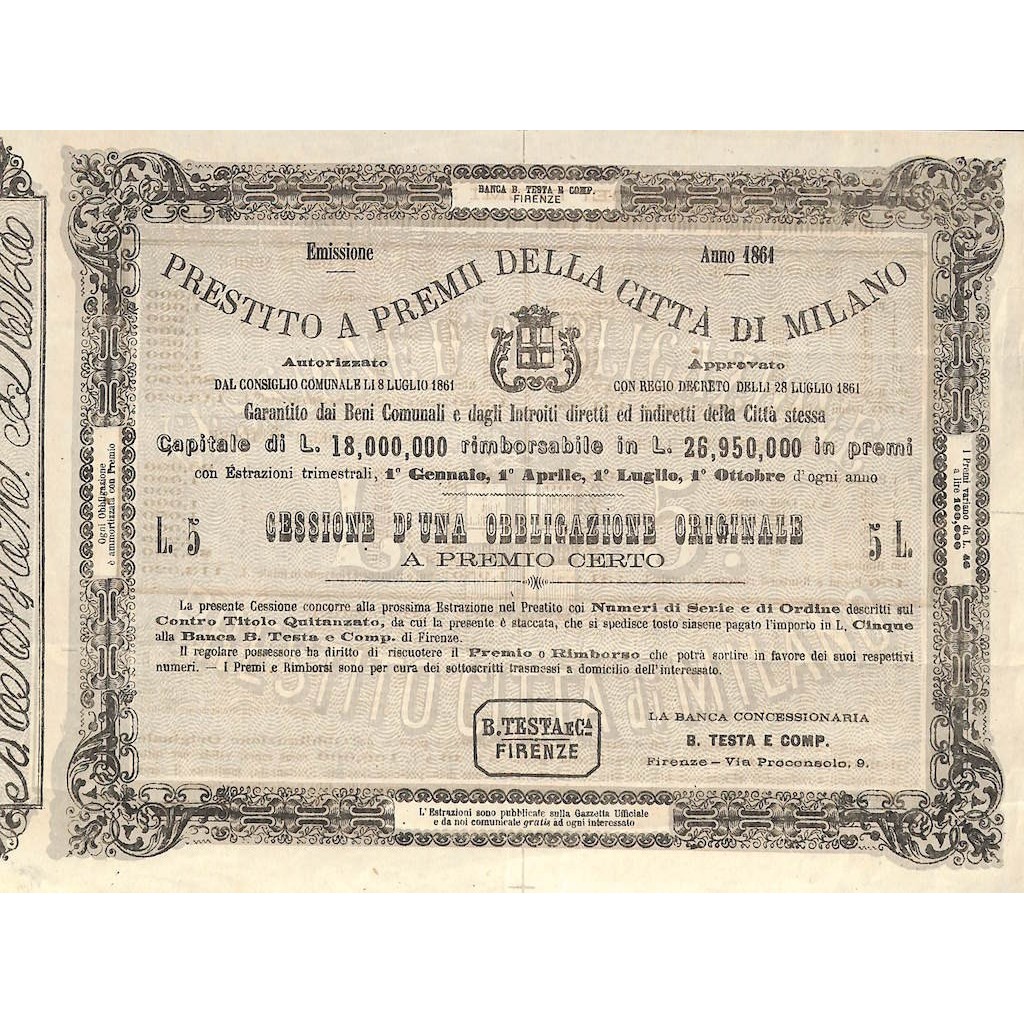 BANCA B. TESTA E COMP.
FIRENZE
Emissione
Anno 1861
PRESTITO A PREMII DELLA CITTÀ DI MILANO
Autorizzato
DAL CONSIGLIO COMUNALE LI 8 LUGLIO 1861
Approvato
CON REGIO DECRETO DELLI 28 LUGLIO 1861
Garantito dai Beni Comunali e dagli Introiti diretti ed indiretti della Città stessa
Capitale di L. 18,000,000 rimborsabile in L. 26,950,000 in premi
con Estrazioni trimestrali, 1º Gennaio, 1º Aprile, 1º Luglio, 1º Ottobre d'ogni anno
L. 5
CESSIONE D'UNA OBBLIGAZIONE ORIGINALE
5 L.
A PREMIO CERTO
La presente Cessione concorre alla prossima Estrazione nel Prestito coi Numeri di Serie e di Ordine descritti sul
Contro Titolo Quitanzato, da cui la presente è staccata, che si spedisce tosto siasene pagato l'importo in L, Cinque
alla Banca B. Testa e Comp. di Firenze.
Il regolare possessore ha diritto di riscuotere il Premio o Rimborso che potrà sortire in favore dei suoi respettivi
numeri. — I Premi e Rimborsi sono per cura dei sottoscritti trasmessi a domicilio dell'interessato.
B. TESTA E Cª
FIRENZE
LA BANCA CONCESSIONARIA
B. TESTA E COMP.
Firenze – Via Proconsolo, 9.
L'Estrazioni sono pubblicate sulla Gazzetta Ufficiale
e da noi comunicate gratis ad ogni interessato
Ogni Obbligazione
è ammortizzata con Premio
I Premi variano da L. 46
a lire 100,000